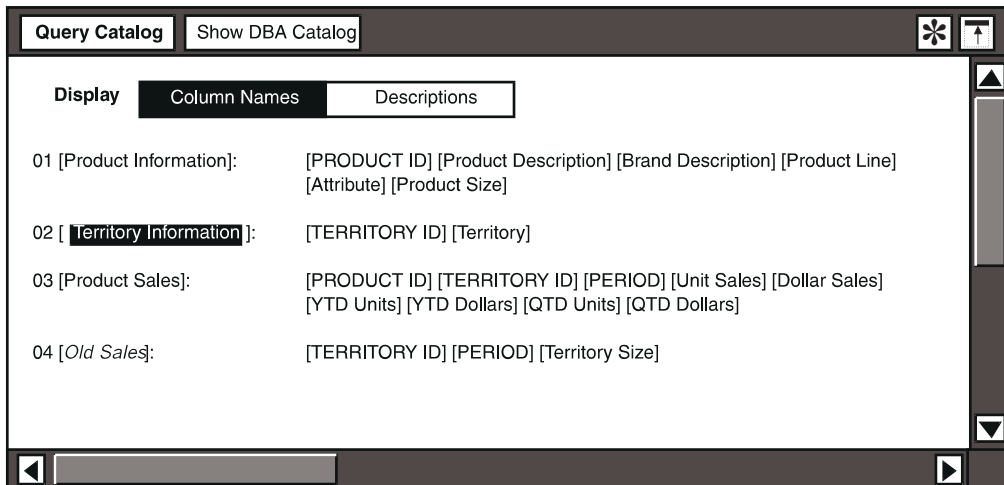 Query Catalog Show DBA Catalog
Display Column Names Descriptions
01 [Product Information]: [PRODUCT ID] [Product Description] [Brand Description] [Product Line]
[Attribute] [Product Size]
02 [ Territory Information ]: [TERRITORY ID] [Territory]
03 [Product Sales]: [PRODUCT ID] [TERRITORY ID] [PERIOD] [Unit Sales] [Dollar Sales]
[YTD Units] [YTD Dollars] [QTD Units] [QTD Dollars]
04 [Old Sales]: [TERRITORY ID] [PERIOD] [Territory Size]